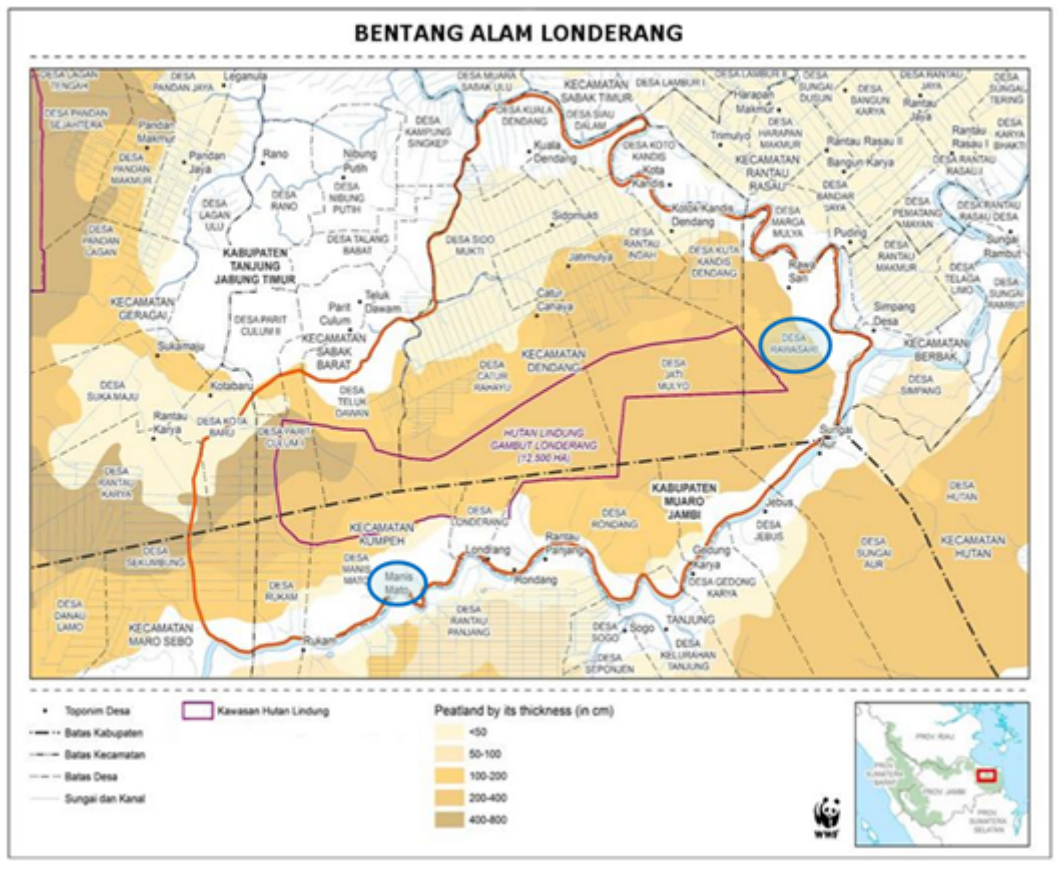 BENTANG ALAM LONDERANG
DESA LAGAN
TENGAH
DESA
PANDAN JAYA
Leganula
DESA MUARA
SABAK ULU
KECAMATAN
SABAK TIMUR
DESA LAMBUR I
DESA LAMBUR II
DESA
SUNGAI
DUSUN
DESA
BANGUN
KARYA
DESA RANTAU
JAYA
DESA
SUNGAI
TERING
DESA PANDAN
SEJAHTERA
Pandan
Makmur
DESA
PANDAN
MAKMUR
Pandan
Jaya
Rano
DESA
RANO
Nibung
Putih
DESA
NIBUNG
PUTIH
DESA
KAMPUNG
SINGKEP
DESA KUALA
DENDANG
DESA SIAU
DALAM
Kuala
Dendang
DESA KOTO
KANDIS
Kota
Kandis
Harapan
Makmur
Trimulyo
DESA
HARAPAN
MAKMUR
KECAMATAN
RANTAU
RASAU
Rantau Rasau II
Bangun Karya
Rantau
Jaya
Rantau
Rasau I
DESA
KARYA
BHAKTI
DESA RANTAU
RASAU I
DESA
BANDAR
JAYA
DESA
PEMATANG
MAYAN
DESA RANTAU
RASAU DESA
DESA
LAGAN
ULU
DESA
PANDAN
LAGAN
KABUPATEN
TANJUNG
JABUNG TIMUR
DESA TALANG
BABAT
DESA SIDO
MUKTI
Sidomukti
Jatimulya
DESA
RANTAU
INDAH
Kotok Kandis
Dendang
DESA KUTA
KANDIS
DENDANG
DESA
MARGA
MULYA
Puding
Rawa
Sari
DESA
RANTAU
MAKMUR
Sungai
Rambut
DESA
TELAGA
LIMO
DESA
SUNGAI
RAMBUT
KECAMATAN
GERAGAI
DESA PARIT
CULUM II
Parit
Culum
Teluk
Dawam
KECAMATAN
SABAK
BARAT
Catur
Cahaya
Simpang
Desa
KECAMATAN
BERBAK
DESA
RAWASARI
Sukamaju
Kotabaru
DESA
SUKA MAJU
DESA
TELUK
DAWAN
DESA
CATUR
RAHAYU
KECAMATAN
DENDANG
DESA
JATI
MULYO
DESA
SIMPANG
Rantau
Karya
DESA KOTA
BARU
DESA PARIT
CULUM I
HUTAN LINDUNG
GAMBUT LONDERANG
(12.500 HA)
Sungai
Aur
DESA
RANTAU
KARYA
KABUPATEN
MUARO
JAMBI
DESA
HUTAN
KECAMATAN
KUMPEH
DESA
LONDERANG
DESA
RONDANG
Jebus
DESA
JEBUS
KECAMATAN
HUTAN
DESA
SEKUMBUNG
DESA
MANIS
MATO
Manis
Mato
Londrang
Rondang
Rantau
Panjang
Gedung
Karya
DESA GEDONG
KARYA
DESA
SUNGAI
AUR
DESA
DANAU
LAMO
DESA
RUKAM
KECAMATAN
MARO SEBO
Rukam
DESA
RANTAU
PANJANG
DESA
SOGO
Sogo
TANJUNG
DESA
KELURAHAN
TANJUNG
DESA
SEPONJEN
Toponim Desa
Batas Kabupaten
Batas Kecamatan
Batas Desa
Sungai dan Kanal
Kawasan Hutan Lindung
Peatland by its thickness (in cm)
<50
50-100
100-200
200-400
400-800
WWF
PROV. RIAU
PROV.
SUMATERA
BARAT
PROV. JAMBI
PROV.
SUMATERA
SELATAN